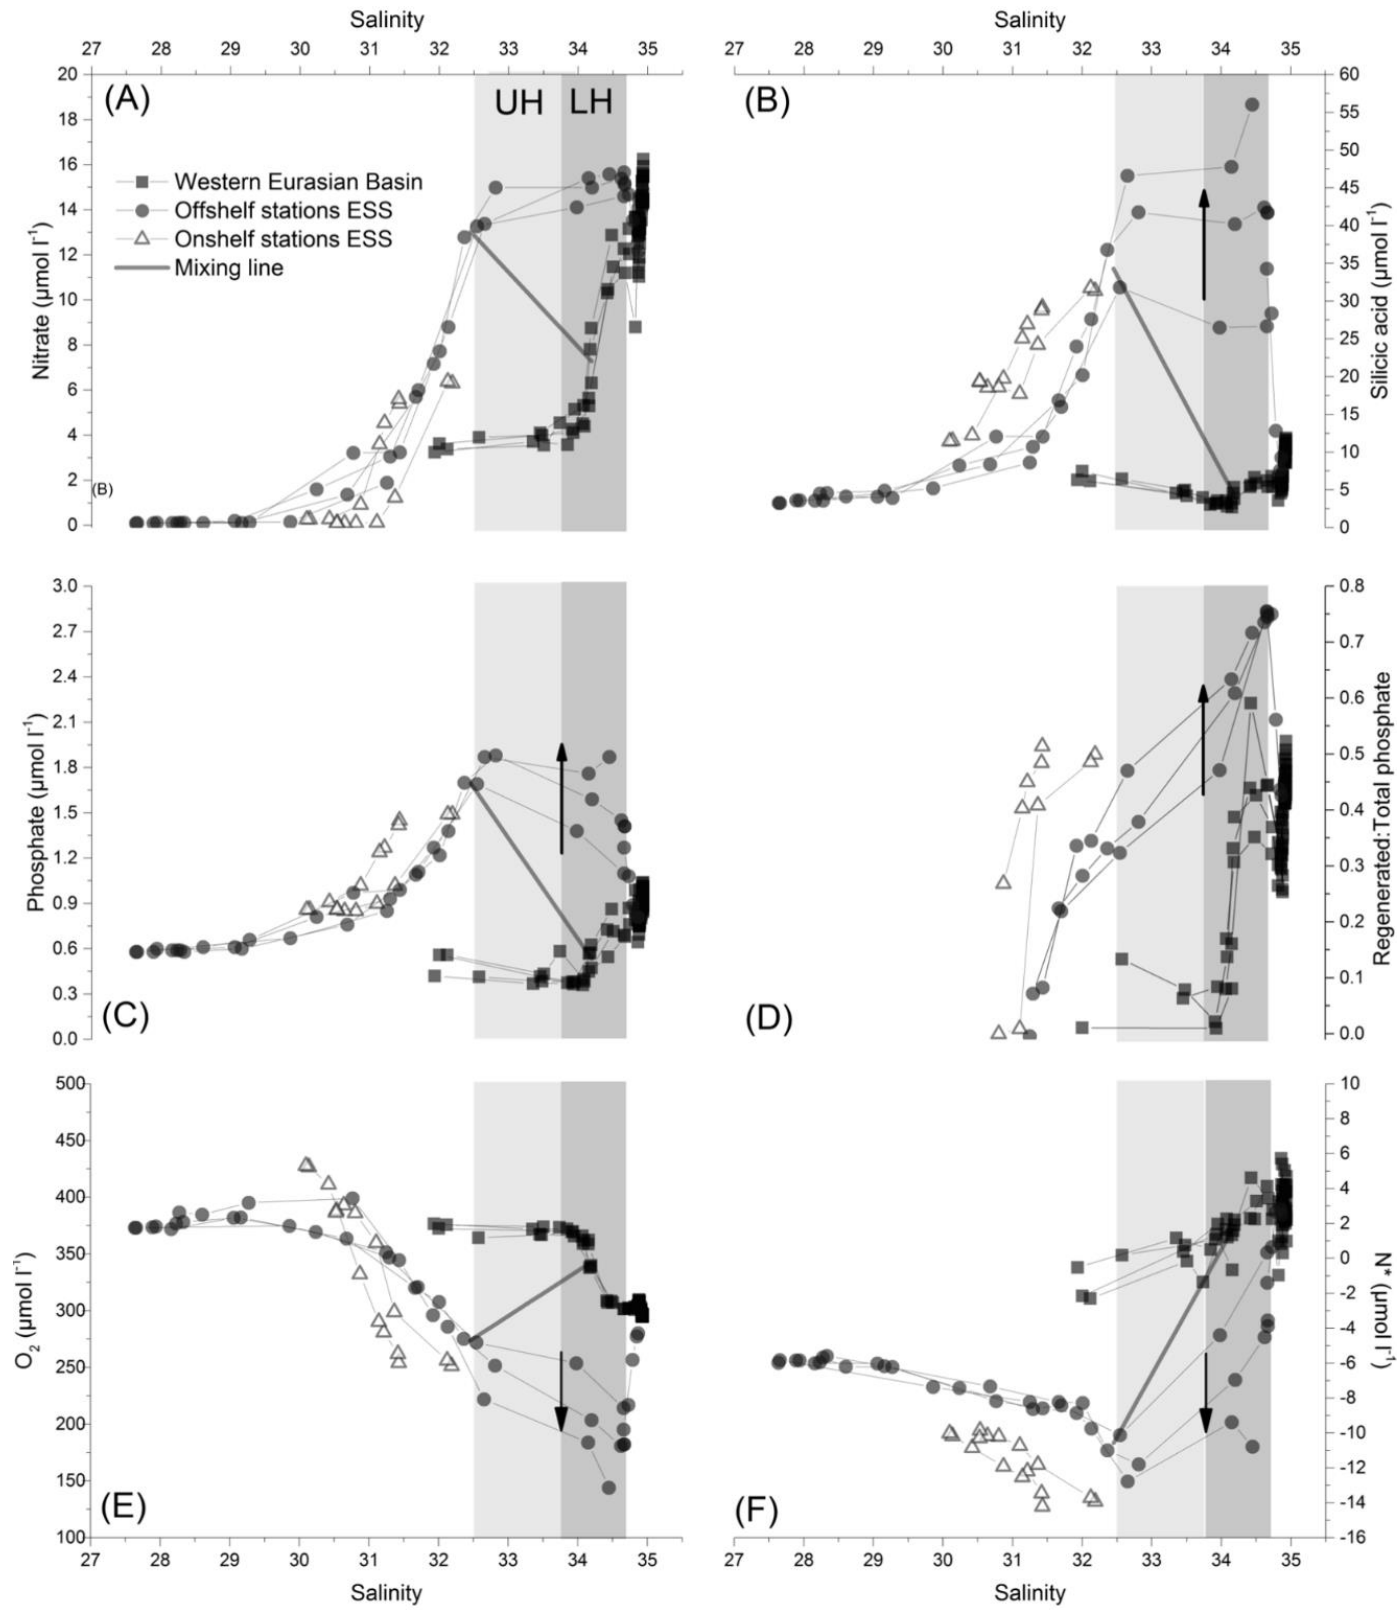 Salinity
27 28 29 30 31 32 33 34 35
Salinity
27 28 29 30 31 32 33 34 35
(A)
UH
LH
Western Eurasian Basin
Offshelf stations ESS
Onshelf stations ESS
Mixing line
(B)
Nitrate (µmol l⁻¹)
20
18
16
14
12
10
8
6
4
2
0
(B)
60
55
50
45
40
35
30
25
20
15
10
5
0
Silicic acid (µmol l⁻¹)
Phosphate (µmol l⁻¹)
3.0
2.7
2.4
2.1
1.8
1.5
1.2
0.9
0.6
0.3
0.0
(C)
(D)
0.8
0.7
0.6
0.5
0.4
0.3
0.2
0.1
0.0
Regenerated:Total phosphate
O₂ (µmol l⁻¹)
500
450
400
350
300
250
200
150
100
(E)
27 28 29 30 31 32 33 34 35
Salinity
(F)
10
8
6
4
2
0
-2
-4
-6
-8
-10
-12
-14
-16
N* (µmol l⁻¹)
27 28 29 30 31 32 33 34 35
Salinity